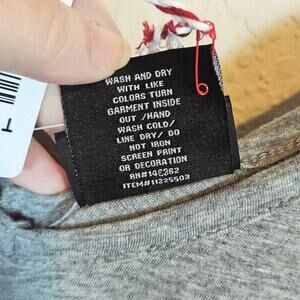 WASH AND DRY
WITH LIKE
COLORS TURN
GARMENT INSIDE
OUT /HAND
WASH COLD/
LINE DRY/ DO
NOT IRON
SCREEN PRINT
OR DECORATION
RN#142362
ITEM#11225503